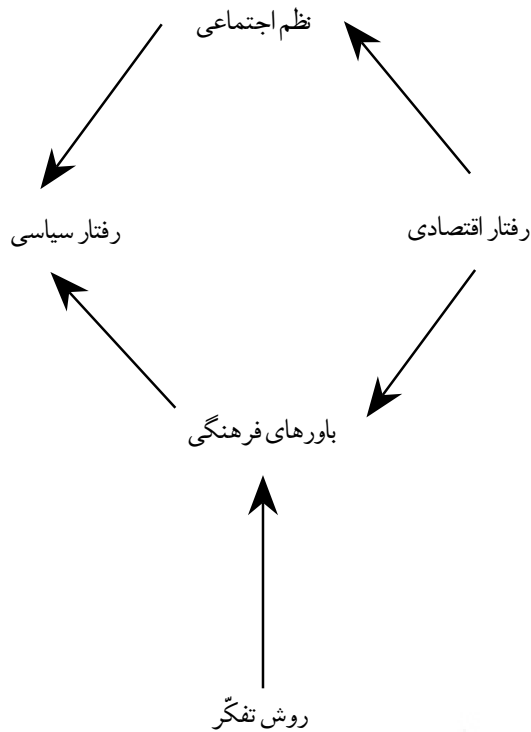 نظم اجتماعی
رفتار اقتصادی
رفتار سیاسی
باورهای فرهنگی
روش تفکّر